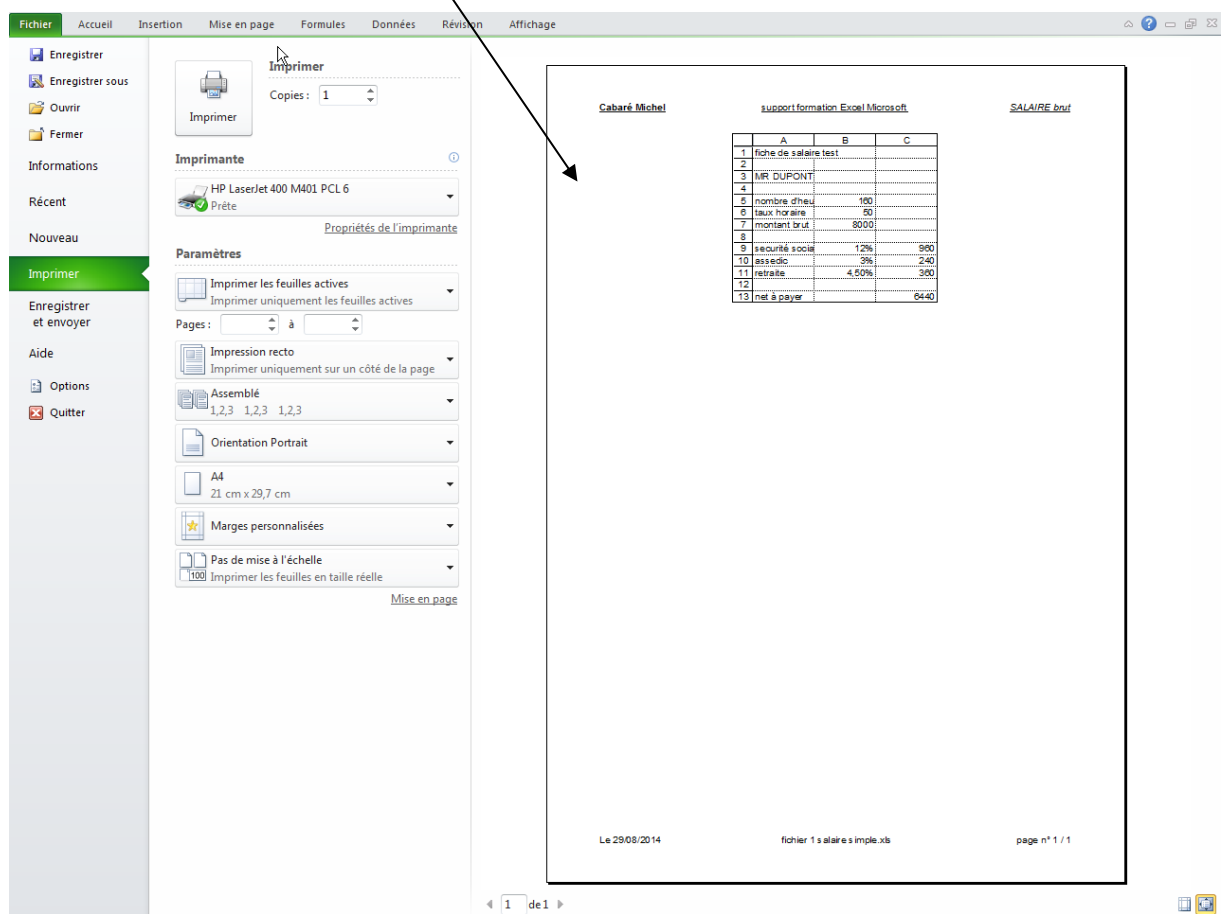 Fichier Accueil Insertion Mise en page Formules Données Révision Affichage
Enregistrer
Enregistrer sous
Ouvrir
Fermer
Informations
Récent
Nouveau
Imprimer
Enregistrer
et envoyer
Aide
Options
Quitter
Imprimer
Imprimer
Copies : 1
Imprimante
HP LaserJet 400 M401 PCL 6
Prête
Propriétés de l'imprimante
Paramètres
Imprimer les feuilles actives
Imprimer uniquement les feuilles actives
Pages : à
Impression recto
Imprimer uniquement sur un côté de la page
Assemblé
1,2,3 1,2,3 1,2,3
Orientation Portrait
A4
21 cm x 29,7 cm
Marges personnalisées
Pas de mise à l'échelle
100 Imprimer les feuilles en taille réelle
Mise en page
Cabaré Michel support formation Excel Microsoft SALAIRE brut
A B C
1 fiche de salaire test
2
3 MR DUPONT
4
5 nombre d'heu 160
6 taux horaire 50
7 montant brut 8000
8
9 securité socia 12% 960
10 assedic 3% 240
11 retraite 4,50% 360
12
13 net à payer 6440
Le 29/08/2014 fichier 1 salaire simple.xls page n° 1 / 1
1 de 1